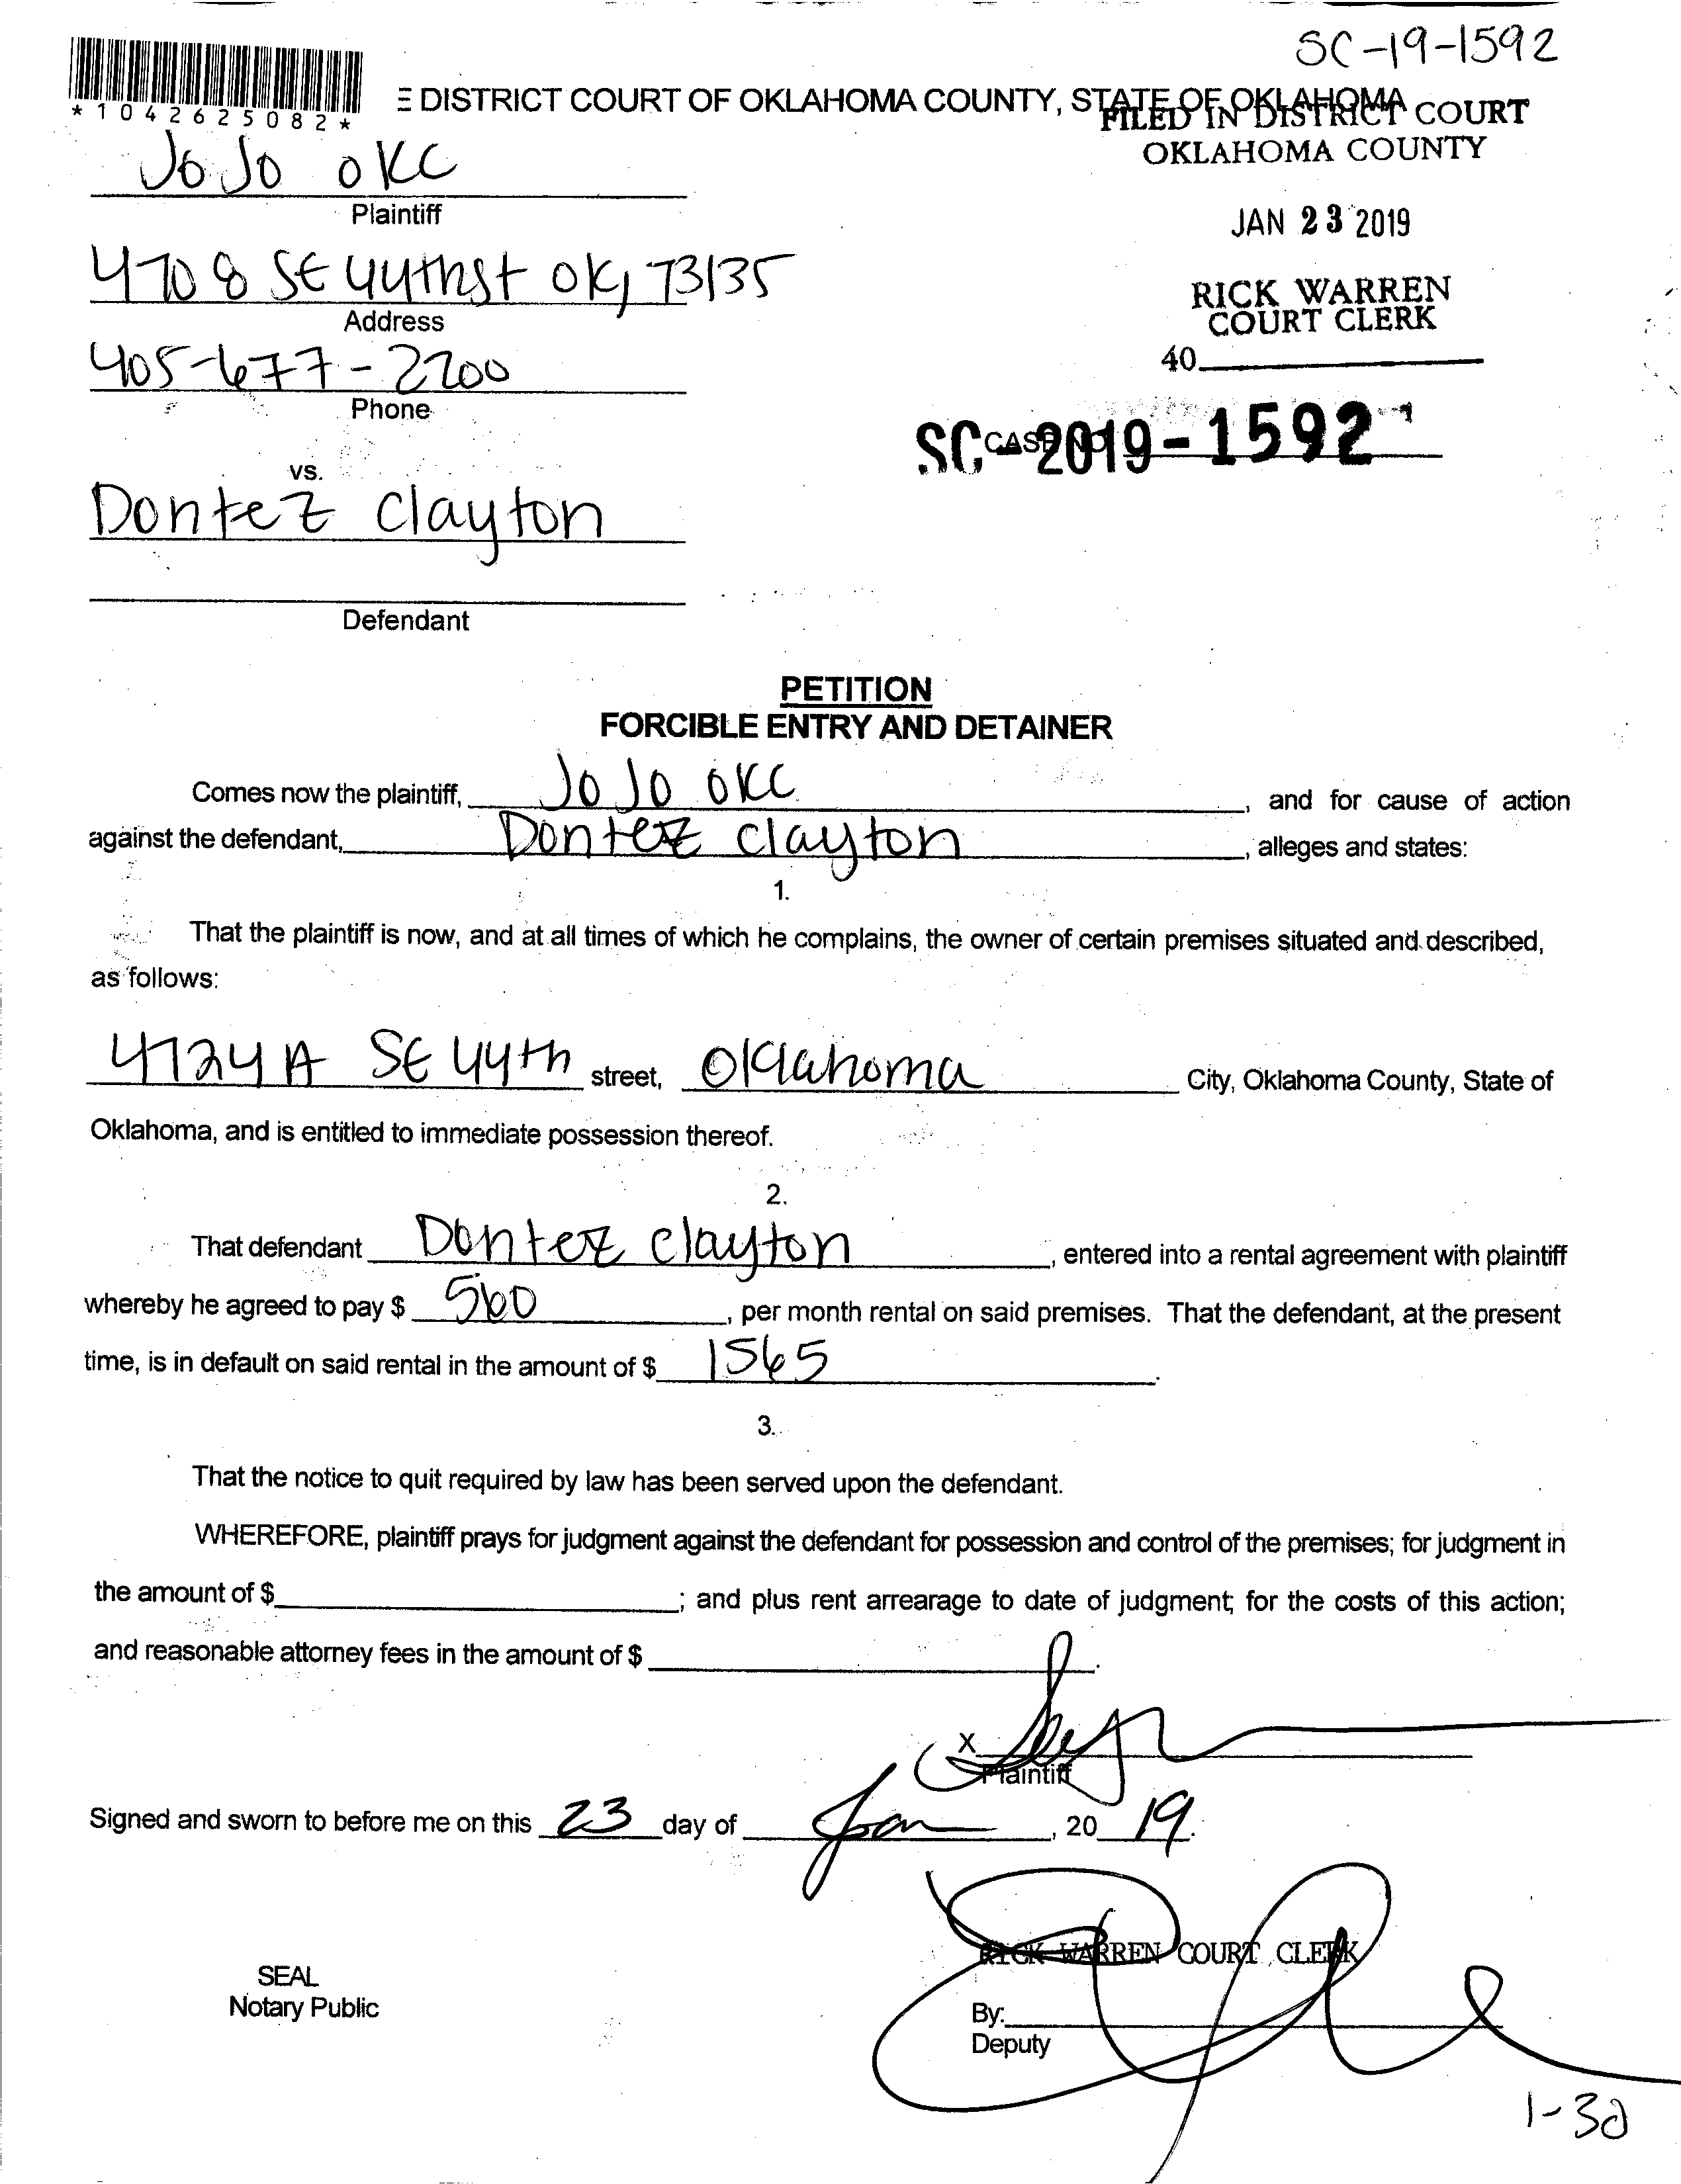 SC-19-1592
*1042625082*
E DISTRICT COURT OF OKLAHOMA COUNTY, STATE OF OKLAHOMA
FILED IN DISTRICT COURT
OKLAHOMA COUNTY
JoJo OKC
Plaintiff
JAN 23 2019
4708 SE 44th st OK, 73135
Address
RICK WARREN
COURT CLERK
405-677-2200
Phone
40
CASE NO.
SC-2019-1592
vs.
Dontez Clayton
Defendant
PETITION
FORCIBLE ENTRY AND DETAINER
Comes now the plaintiff, JoJo OKC, and for cause of action
against the defendant, Dontez Clayton, alleges and states:
1.
That the plaintiff is now, and at all times of which he complains, the owner of certain premises situated and described,
as follows:
4724 A SE 44th street, Oklahoma City, Oklahoma County, State of
Oklahoma, and is entitled to immediate possession thereof.
2.
That defendant Dontez Clayton, entered into a rental agreement with plaintiff
whereby he agreed to pay $ 560, per month rental on said premises. That the defendant, at the present
time, is in default on said rental in the amount of $ 1565.
3.
That the notice to quit required by law has been served upon the defendant.
WHEREFORE, plaintiff prays for judgment against the defendant for possession and control of the premises; for judgment in
the amount of $; and plus rent arrearage to date of judgment; for the costs of this action;
and reasonable attorney fees in the amount of $.
X
Plaintiff
Signed and sworn to before me on this 23 day of Jan, 20 19.
RICK WARREN COURT CLERK
SEAL
Notary Public
By:
Deputy
1-30